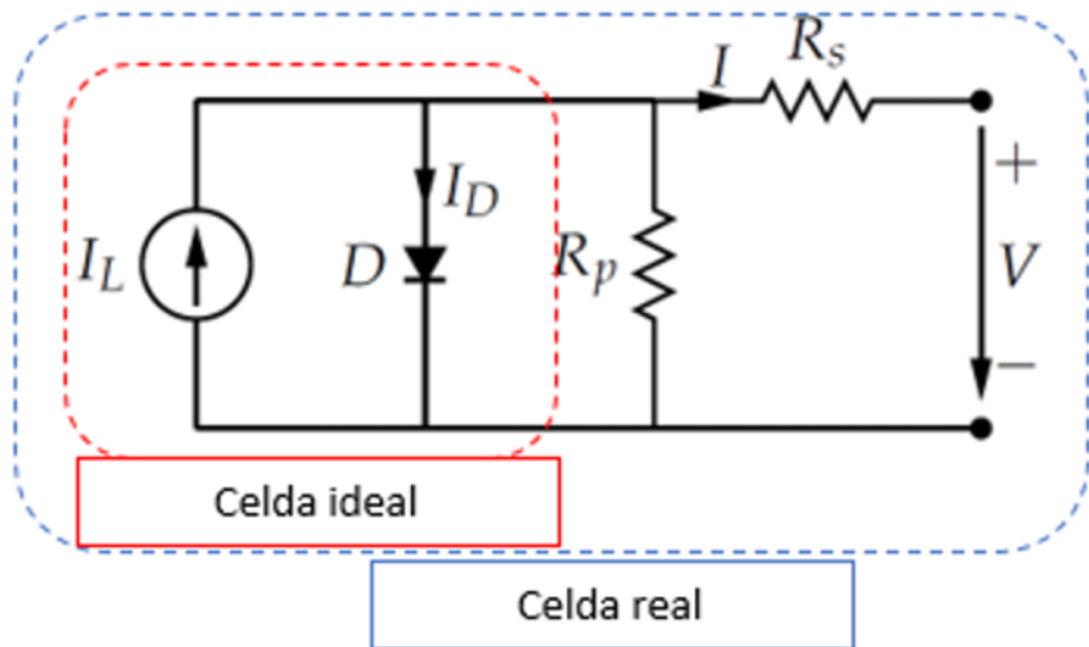 I R_s
I_L D I_D R_p + V −
Celda ideal
Celda real